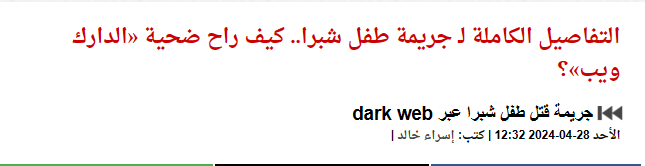 التفاصيل الكاملة لـ جريمة طفل شبرا.. كيف راح ضحية «الدارك
ويب»؟
جريمة قتل طفل شبرا عبر dark web
الأحد 28-04-2024 12:32 | كتب: إسراء خالد |